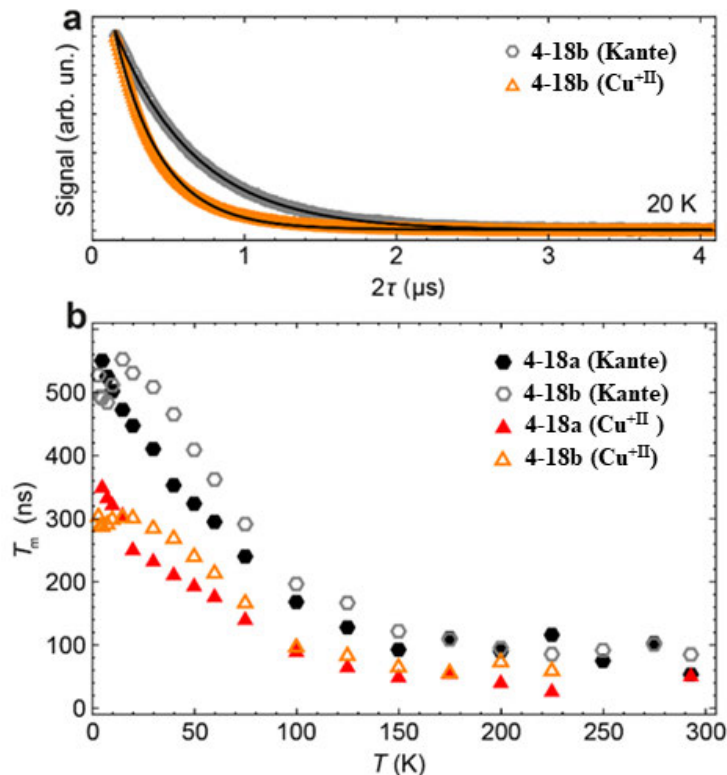 a
4-18b (Kante)
4-18b (Cu+II)
Signal (arb. un.)
20 K
0 1 2 3 4
2τ (µs)
b
4-18a (Kante)
4-18b (Kante)
4-18a (Cu+II )
4-18b (Cu+II)
500
400
300
200
100
0
Tm (ns)
0 50 100 150 200 250 300
T (K)